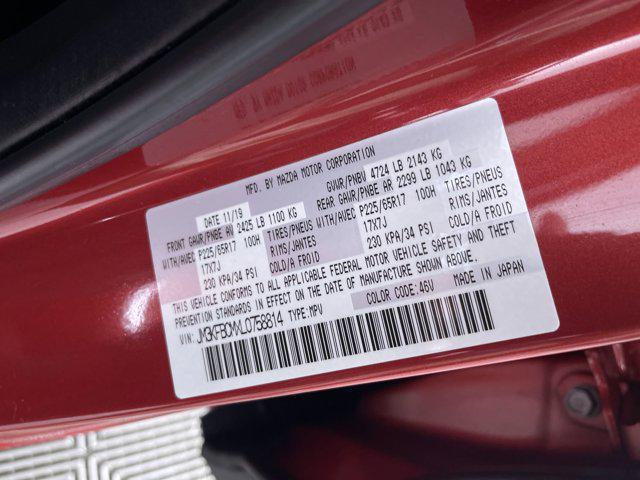 MFD. BY MAZDA MOTOR CORPORATION
DATE 11/19 GVWR/PNBV 4724 LB 2143 KG
FRONT GAWR/PNBE AV 2425 LB 1100 KG REAR GAWR/PNBE AR 2299 LB 1043 KG
WITH/AVEC P225/65R17 100H TIRES/PNEUS WITH/AVEC P225/65R17 100H TIRES/PNEUS
17X7J RIMS/JANTES 17X7J RIMS/JANTES
230 KPA/34 PSI COLD/A FROID 230 KPA/34 PSI COLD/A FROID
THIS VEHICLE CONFORMS TO ALL APPLICABLE FEDERAL MOTOR VEHICLE SAFETY AND THEFT
PREVENTION STANDARDS IN EFFECT ON THE DATE OF MANUFACTURE SHOWN ABOVE.
VIN: TYPE:MPV COLOR CODE:46V MADE IN JAPAN